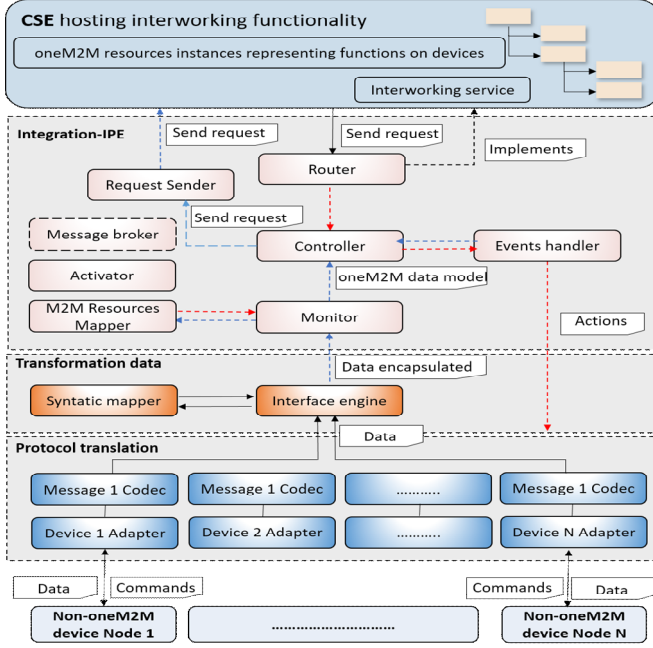 CSE hosting interworking functionality
oneM2M resources instances representing functions on devices
Interworking service
Integration-IPE
Send request
Send request
Implements
Router
Request Sender
Send request
Message broker
Controller
Events handler
Activator
oneM2M data model
M2M Resources
Mapper
Monitor
Actions
Transformation data
Data encapsulated
Syntatic mapper
Interface engine
Data
Protocol translation
Message 1 Codec
Message 1 Codec
...........
Message 1 Codec
Device 1 Adapter
Device 2 Adapter
...........
Device N Adapter
Data
Commands
Commands
Data
Non-oneM2M
device Node 1
.............................
Non-oneM2M
device Node N